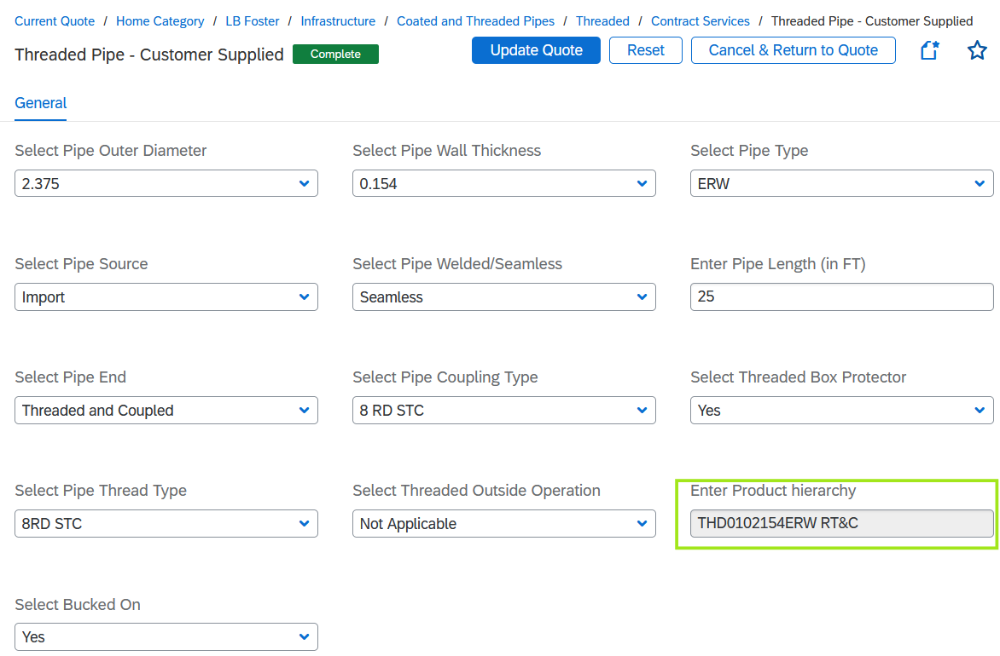 Current Quote / Home Category / LB Foster / Infrastructure / Coated and Threaded Pipes / Threaded / Contract Services / Threaded Pipe - Customer Supplied
Threaded Pipe - Customer Supplied Complete Update Quote Reset Cancel & Return to Quote
General
Select Pipe Outer Diameter Select Pipe Wall Thickness Select Pipe Type
2.375 0.154 ERW
Select Pipe Source Select Pipe Welded/Seamless Enter Pipe Length (in FT)
Import Seamless 25
Select Pipe End Select Pipe Coupling Type Select Threaded Box Protector
Threaded and Coupled 8 RD STC Yes
Select Pipe Thread Type Select Threaded Outside Operation Enter Product hierarchy
8RD STC Not Applicable THD0102154ERW RT&C
Select Bucked On
Yes